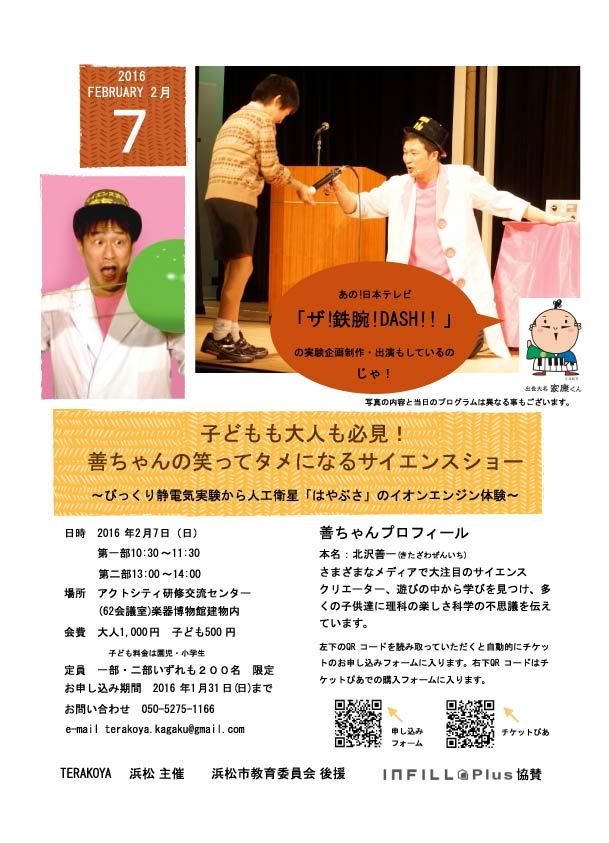 2016
FEBRUARY 2月
7
あの!日本テレビ
「ザ!鉄腕!DASH!!」
の実験企画制作・出演もしているの
じゃ！
出世大名 家康くん
写真の内容と当日のプログラムは異なる事もございます。
子どもも大人も必見！
善ちゃんの笑ってタメになるサイエンスショー
～びっくり静電気実験から人工衛星「はやぶさ」のイオンエンジン体験～
日時　2016 年2月7日（日）
第一部10:30～11:30
第二部13:00～14:00
場所　アクトシティ研修交流センター
(62会議室)楽器博物館建物内
会費　大人1,000円　子ども500円
子ども料金は園児・小学生
定員　一部・二部いずれも２００名　限定
お申し込み期間　2016 年1月31日(日)まで
お問い合わせ　050-5275-1166
e-mail terakoya.kagaku@gmail.com
善ちゃんプロフィール
本名：北沢善一(きたざわぜんいち)
さまざまなメディアで大注目のサイエンス
クリエーター、遊びの中から学びを見つけ、多
くの子供達に理科の楽しさ科学の不思議を伝え
ています。
左下のQR コードを読み取っていただくと自動的にチケッ
トのお申し込みフォームに入ります。右下QR コードはチ
ケットぴあでの購入フォームに入ります。
申し込み
フォーム
チケットぴあ
TERAKOYA　浜松 主催　　浜松市教育委員会 後援　　INFILL Plus 協賛